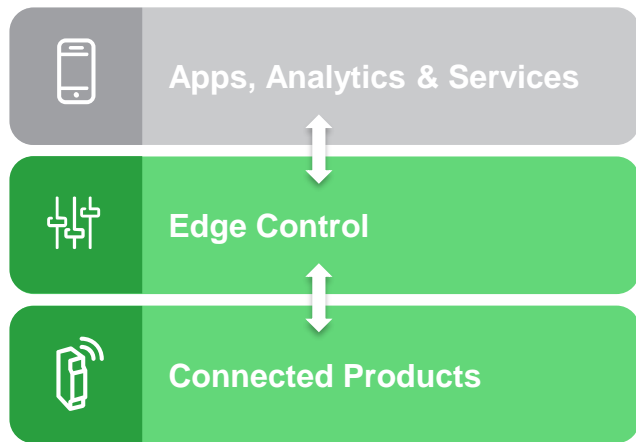 Apps, Analytics & Services
Edge Control
Connected Products